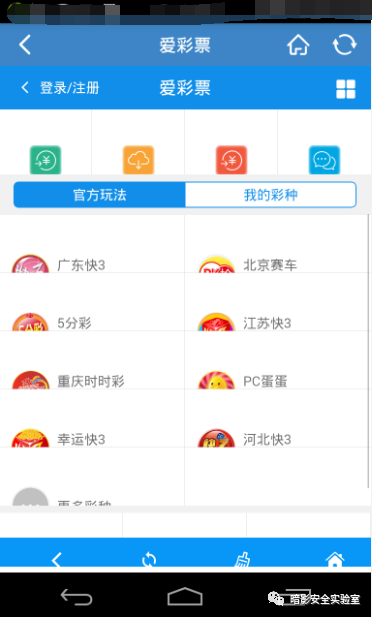 爱彩票
登录/注册
爱彩票
官方玩法
我的彩种
广东快3
北京赛车
5分彩
江苏快3
重庆时时彩
PC蛋蛋
幸运快3
河北快3
更多彩种
暗影安全实验室